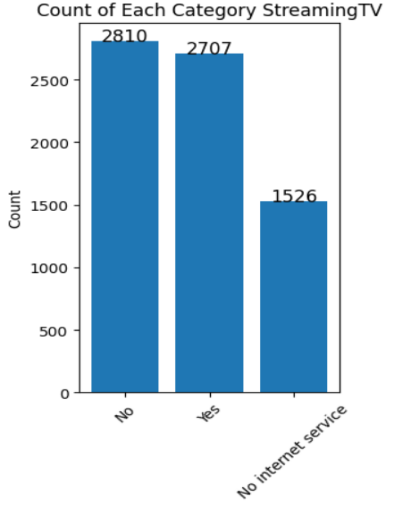 Count of Each Category StreamingTV
2810
2707
1526
Count
2500
2000
1500
1000
500
0
No
Yes
No internet service